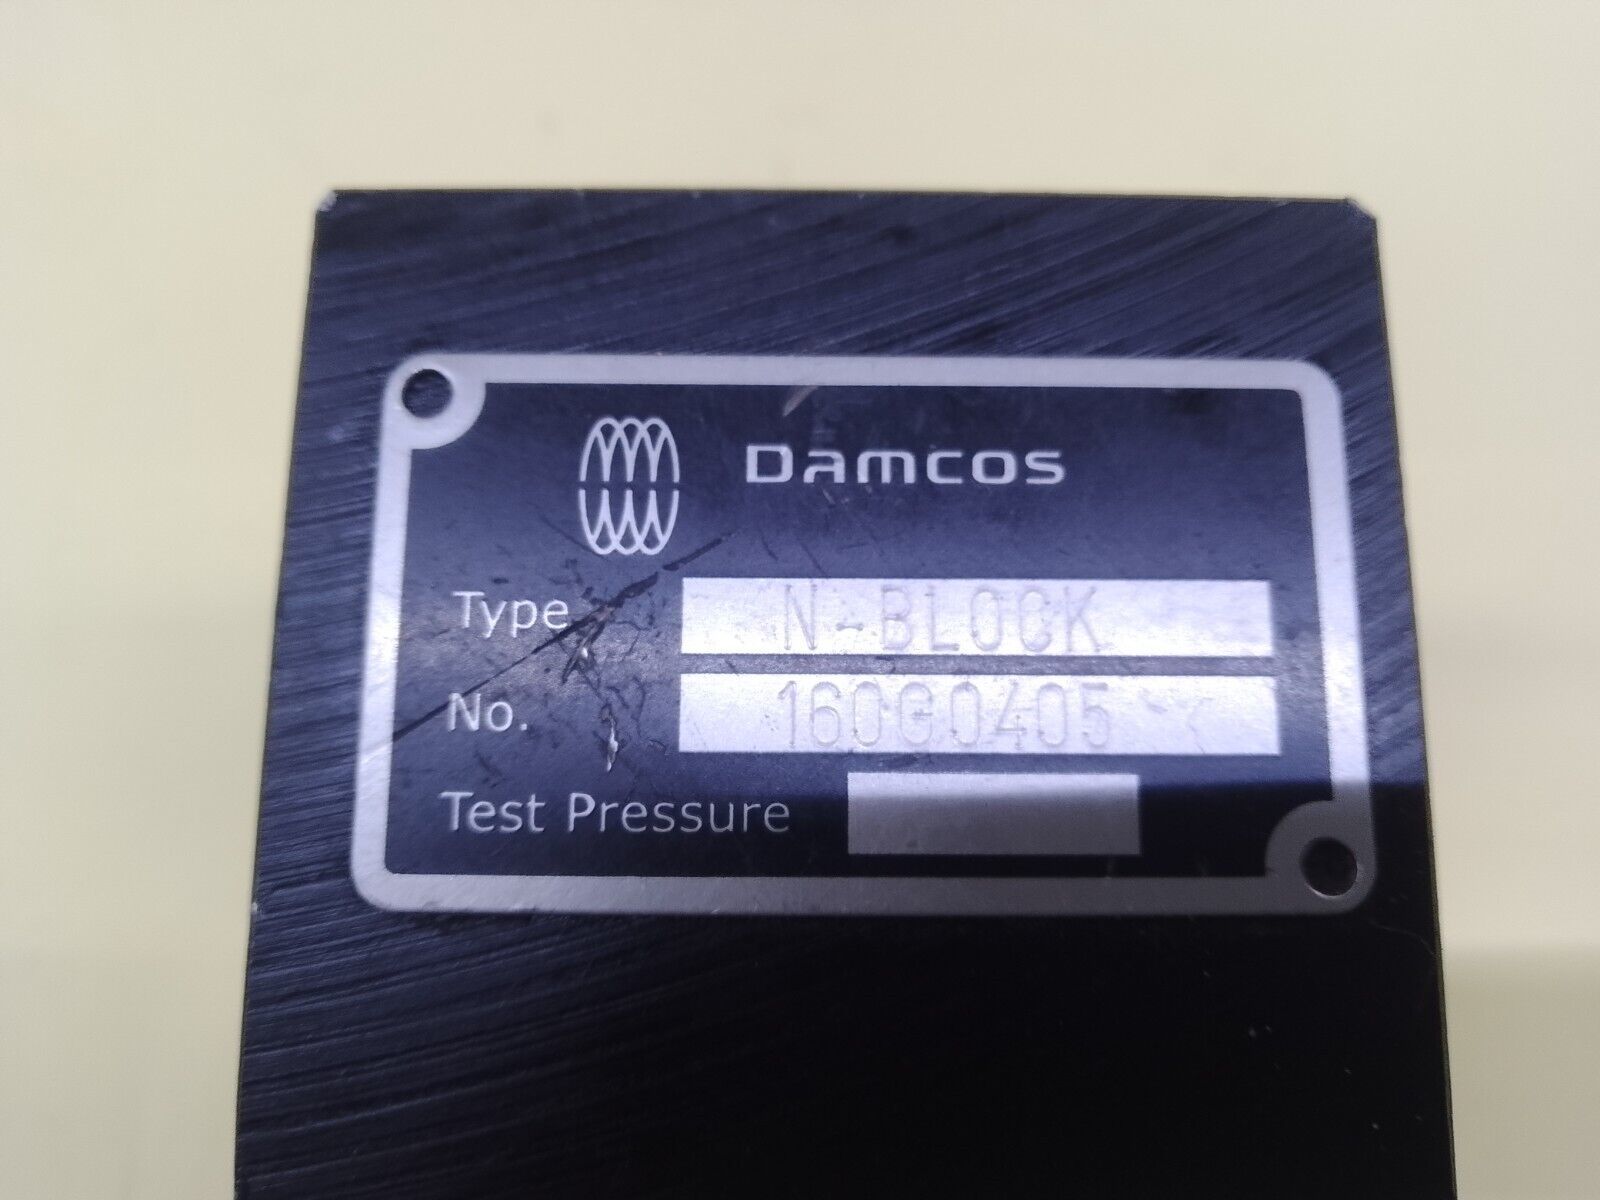 DAMCOS
Type N-BLOCK
No. 160G0405
Test Pressure